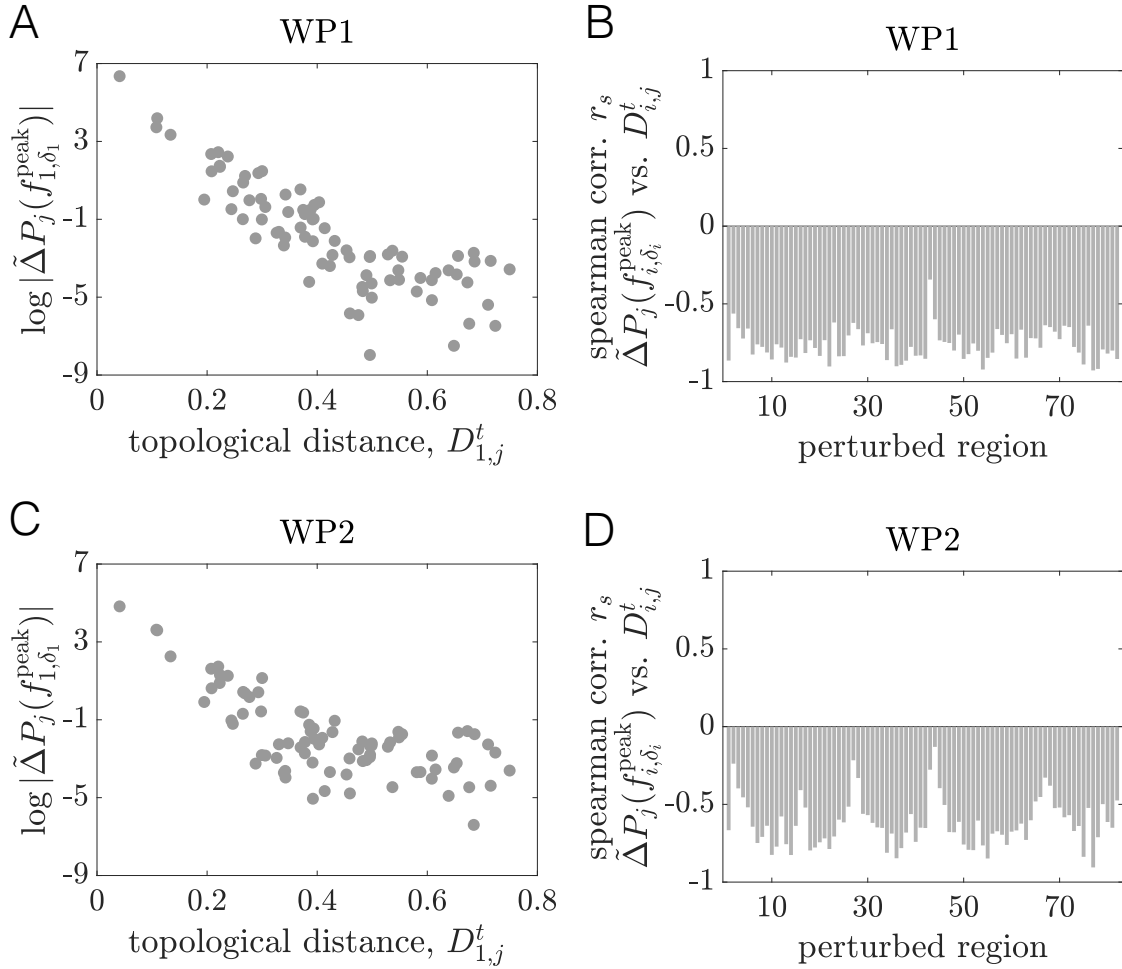 A
WP1
7
3
-1
-5
-9
0
0.2
0.4
0.6
0.8
log |Δ̃P_j(f^peak_{1,δ_1})|
topological distance, D^t_{1,j}
B
WP1
1
0.5
0
-0.5
-1
10
30
50
70
spearman corr. r_s
Δ̃P_j(f^peak_{i,δ_i}) vs. D^t_{i,j}
perturbed region
C
WP2
7
3
-1
-5
-9
0
0.2
0.4
0.6
0.8
log |Δ̃P_j(f^peak_{1,δ_1})|
topological distance, D^t_{1,j}
D
WP2
1
0.5
0
-0.5
-1
10
30
50
70
spearman corr. r_s
Δ̃P_j(f^peak_{i,δ_i}) vs. D^t_{i,j}
perturbed region